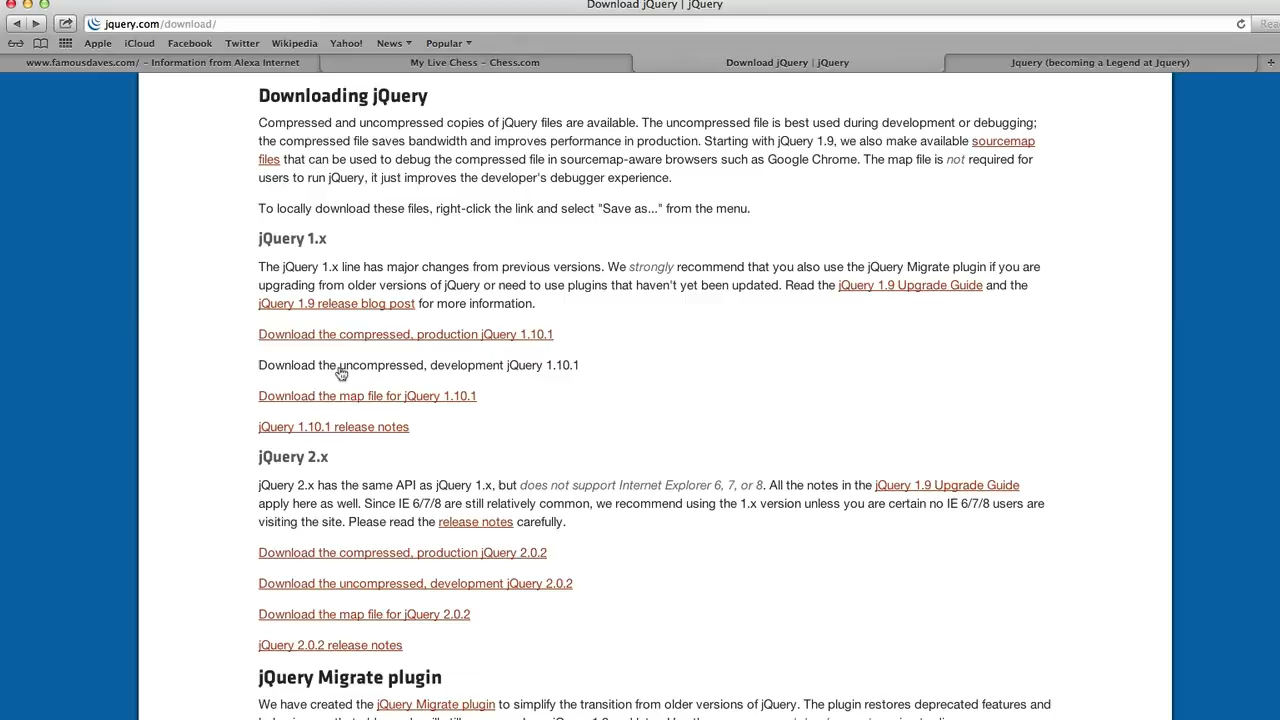 Download jQuery | jQuery
jquery.com/download/
Apple iCloud Facebook Twitter Wikipedia Yahoo! News Popular
www.famousdaves.com/ – Information from Alexa Internet
My Live Chess – Chess.com
Download jQuery | jQuery
Jquery (becoming a Legend at Jquery)
Downloading jQuery
Compressed and uncompressed copies of jQuery files are available. The uncompressed file is best used during development or debugging;
the compressed file saves bandwidth and improves performance in production. Starting with jQuery 1.9, we also make available sourcemap
files that can be used to debug the compressed file in sourcemap-aware browsers such as Google Chrome. The map file is not required for
users to run jQuery, it just improves the developer's debugger experience.
To locally download these files, right-click the link and select "Save as..." from the menu.
jQuery 1.x
The jQuery 1.x line has major changes from previous versions. We strongly recommend that you also use the jQuery Migrate plugin if you are
upgrading from older versions of jQuery or need to use plugins that haven't yet been updated. Read the jQuery 1.9 Upgrade Guide and the
jQuery 1.9 release blog post for more information.
Download the compressed, production jQuery 1.10.1
Download the uncompressed, development jQuery 1.10.1
Download the map file for jQuery 1.10.1
jQuery 1.10.1 release notes
jQuery 2.x
jQuery 2.x has the same API as jQuery 1.x, but does not support Internet Explorer 6, 7, or 8. All the notes in the jQuery 1.9 Upgrade Guide
apply here as well. Since IE 6/7/8 are still relatively common, we recommend using the 1.x version unless you are certain no IE 6/7/8 users are
visiting the site. Please read the release notes carefully.
Download the compressed, production jQuery 2.0.2
Download the uncompressed, development jQuery 2.0.2
Download the map file for jQuery 2.0.2
jQuery 2.0.2 release notes
jQuery Migrate plugin
We have created the jQuery Migrate plugin to simplify the transition from older versions of jQuery. The plugin restores deprecated features and